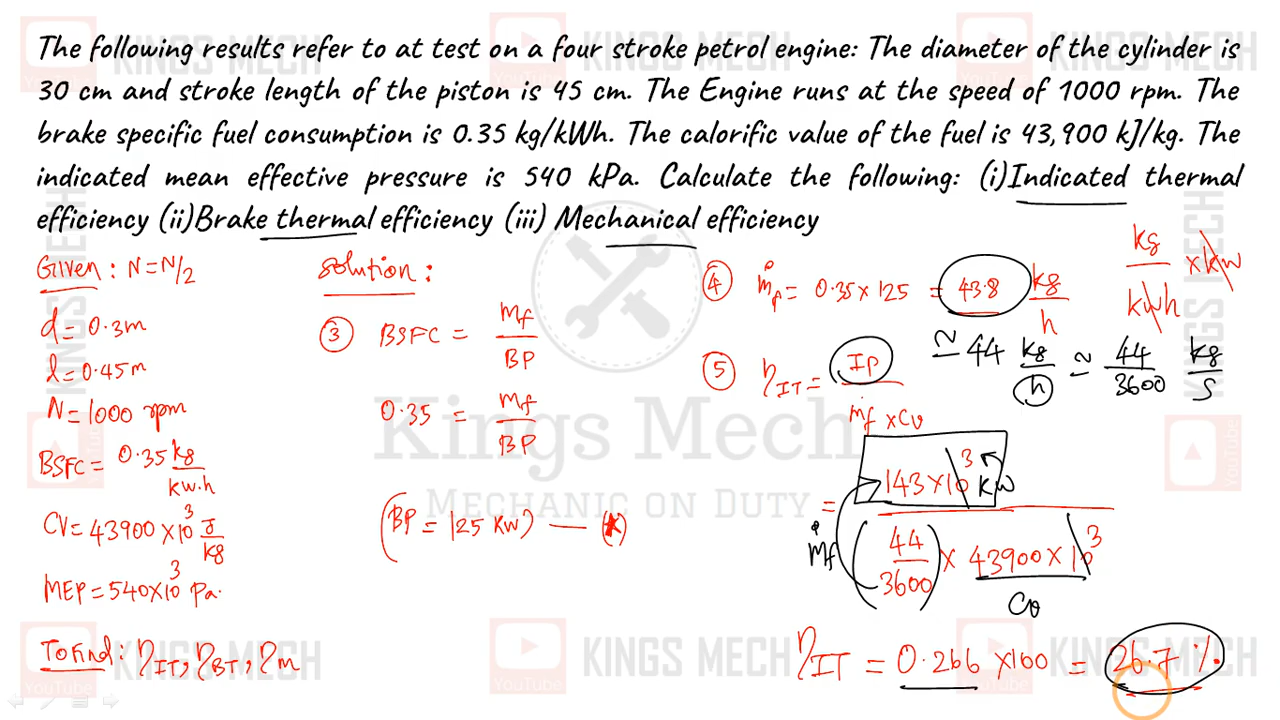 The following results refer to at test on a four stroke petrol engine: The diameter of the cylinder is
30 cm and stroke length of the piston is 45 cm. The Engine runs at the speed of 1000 rpm. The
brake specific fuel consumption is 0.35 kg/kWh. The calorific value of the fuel is 43,900 kJ/kg. The
indicated mean effective pressure is 540 kPa. Calculate the following: (i)Indicated thermal
efficiency (ii)Brake thermal efficiency (iii) Mechanical efficiency
Given: N=N/2
d= 0.3m
l=0.45m
N=1000 rpm
BSFC= 0.35 kg/kw.h
CV=43900×10³ J/kg
MEP=540×10³ Pa.
To Find: ηIT, ηBT, ηm
Solution:
③ BSFC = mf/BP
0.35 = mf/BP
(BP = 125 kW) — (*)
④ ṁf= 0.35×125 = 43.8 kg/h
kg/kWh ×kW
≃ 44 kg/h ≃ 44/3600 kg/s
⑤ ηIT= IP
ṁf ×CV
= 143×10³ kW
ṁf (44/3600) × 43900×10³
CV
ηIT = 0.266 ×100 = 26.7 %.
KINGS MECH
YouTube
Kings Mech
MECHANIC ON DUTY